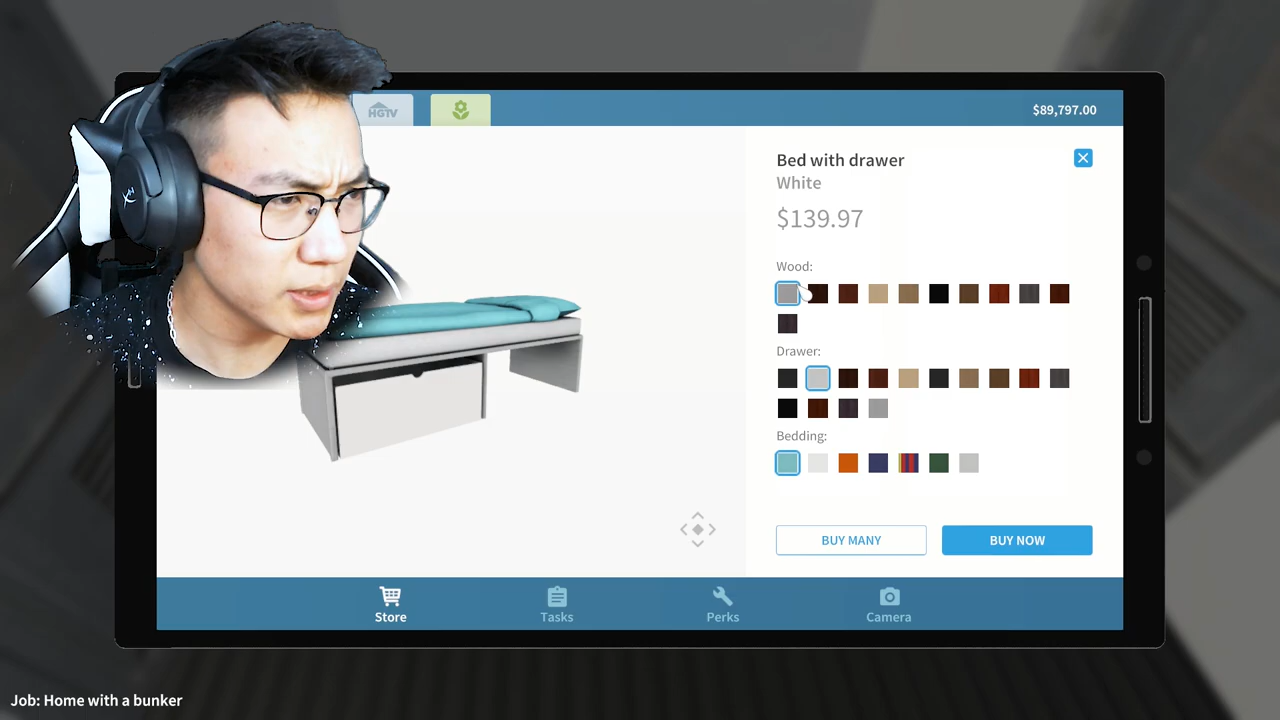 HGTV
$89,797.00
Bed with drawer
White
$139.97
Wood:
Drawer:
Bedding:
BUY MANY
BUY NOW
Store
Tasks
Perks
Camera
Job: Home with a bunker